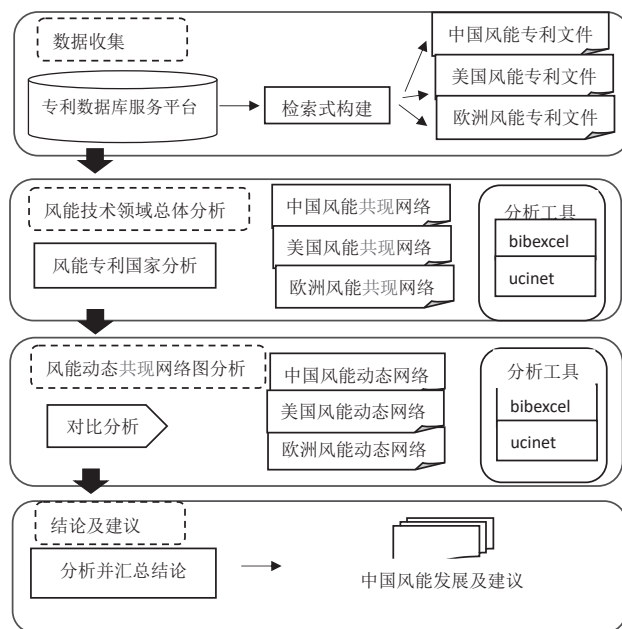 数据收集
专利数据库服务平台
检索式构建
中国风能专利文件
美国风能专利文件
欧洲风能专利文件
风能技术领域总体分析
风能专利国家分析
中国风能共现网络
美国风能共现网络
欧洲风能共现网络
分析工具
bibexcel
ucinet
风能动态共现网络图分析
对比分析
中国风能动态网络
美国风能动态网络
欧洲风能动态网络
分析工具
bibexcel
ucinet
结论及建议
分析并汇总结论
中国风能发展及建议